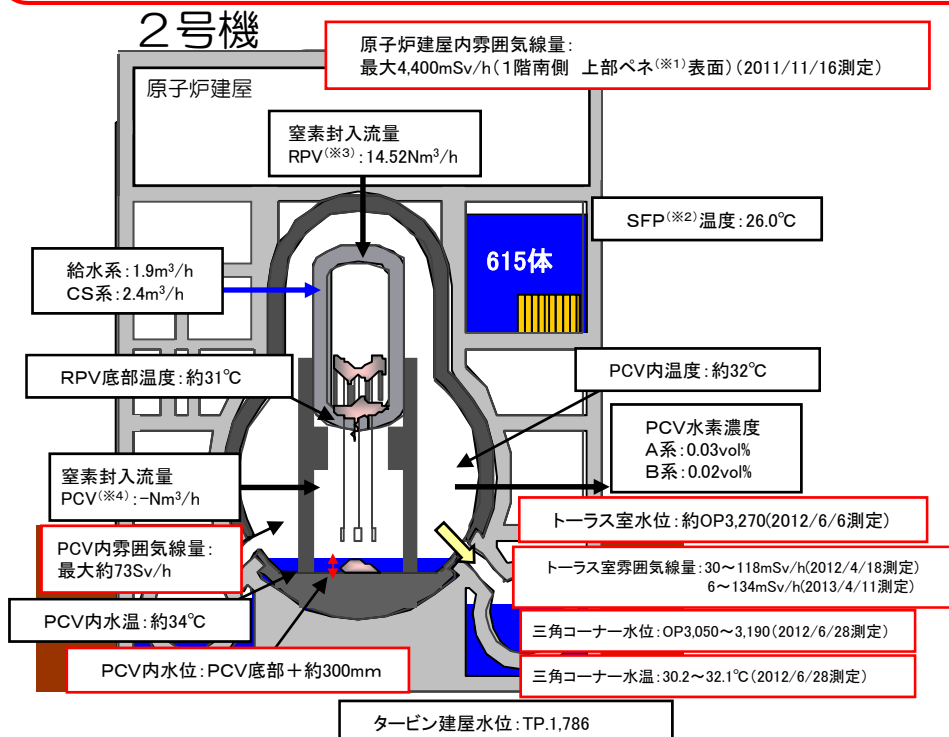 2号機
原子炉建屋内雰囲気線量:
最大4,400mSv/h(1階南側 上部ペネ(※1)表面)(2011/11/16測定)
原子炉建屋
窒素封入流量
RPV(※3):14.52Nm3/h
SFP(※2)温度:26.0℃
615体
給水系:1.9m3/h
CS系:2.4m3/h
RPV底部温度:約31℃
PCV内温度:約32℃
PCV水素濃度
A系:0.03vol%
B系:0.02vol%
窒素封入流量
PCV(※4):-Nm3/h
トーラス室水位:約OP3,270(2012/6/6測定)
PCV内雰囲気線量:
最大約73Sv/h
トーラス室雰囲気線量:30~118mSv/h(2012/4/18測定)
6~134mSv/h(2013/4/11測定)
PCV内水温:約34℃
三角コーナー水位:OP3,050~3,190(2012/6/28測定)
PCV内水位:PCV底部+約300mm
三角コーナー水温:30.2~32.1℃(2012/6/28測定)
タービン建屋水位:TP.1,786